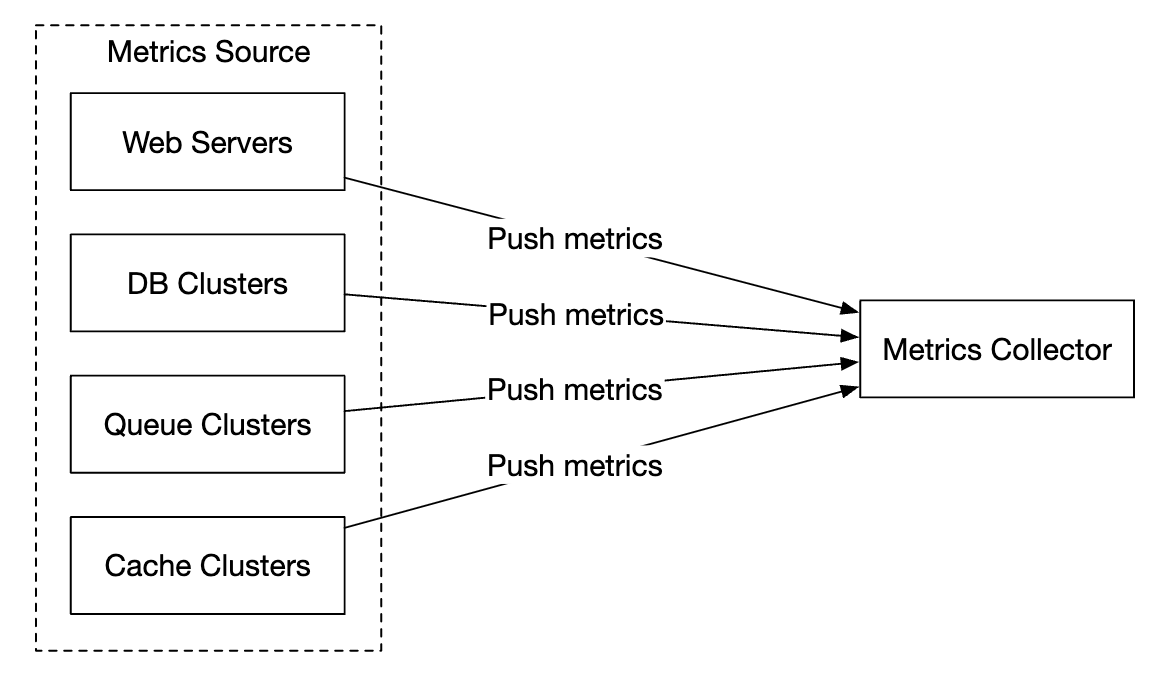 Metrics Source
Web Servers
DB Clusters
Queue Clusters
Cache Clusters
Push metrics
Push metrics
Push metrics
Push metrics
Metrics Collector